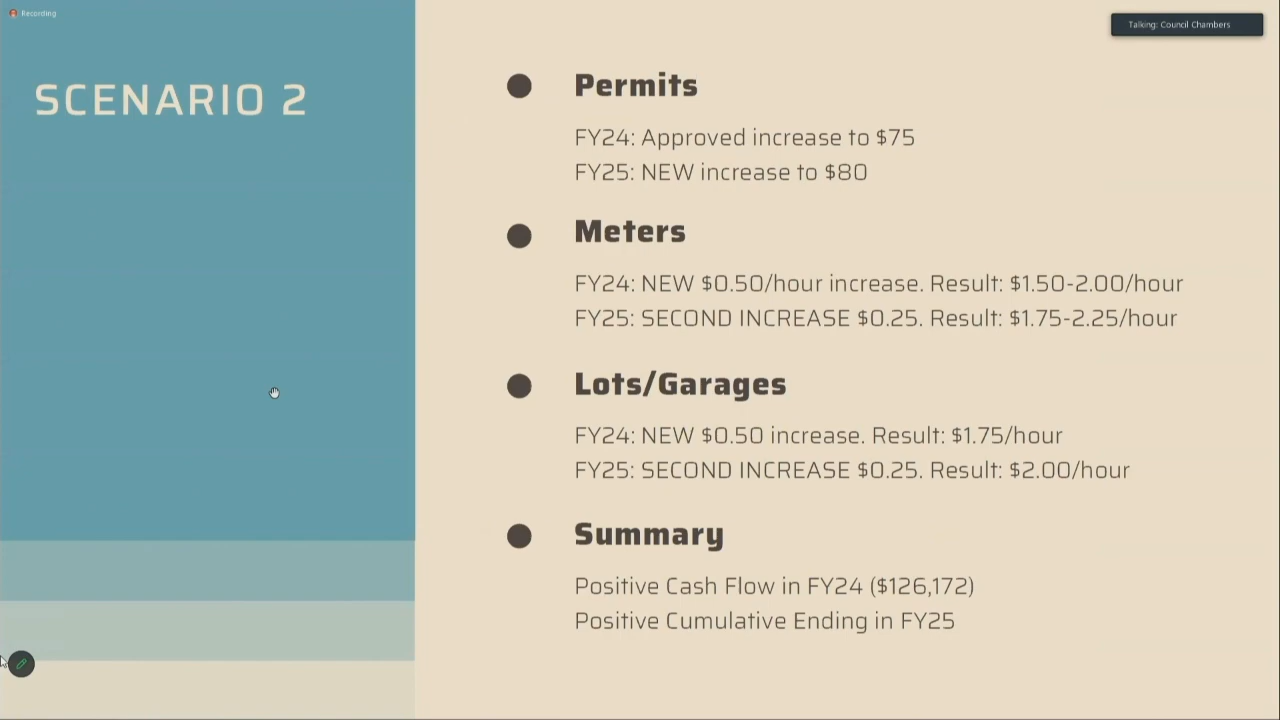 Recording
Talking: Council Chambers
SCENARIO 2
Permits
FY24: Approved increase to $75
FY25: NEW increase to $80
Meters
FY24: NEW $0.50/hour increase. Result: $1.50-2.00/hour
FY25: SECOND INCREASE $0.25. Result: $1.75-2.25/hour
Lots/Garages
FY24: NEW $0.50 increase. Result: $1.75/hour
FY25: SECOND INCREASE $0.25. Result: $2.00/hour
Summary
Positive Cash Flow in FY24 ($126,172)
Positive Cumulative Ending in FY25